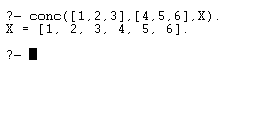 ?- conc([1,2,3],[4,5,6],X).
X = [1, 2, 3, 4, 5, 6].
?-